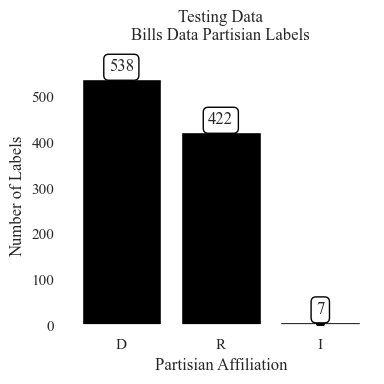 Testing Data
Bills Data Partisian Labels
538
422
7
500
400
300
200
100
0
Number of Labels
D
R
I
Partisian Affiliation